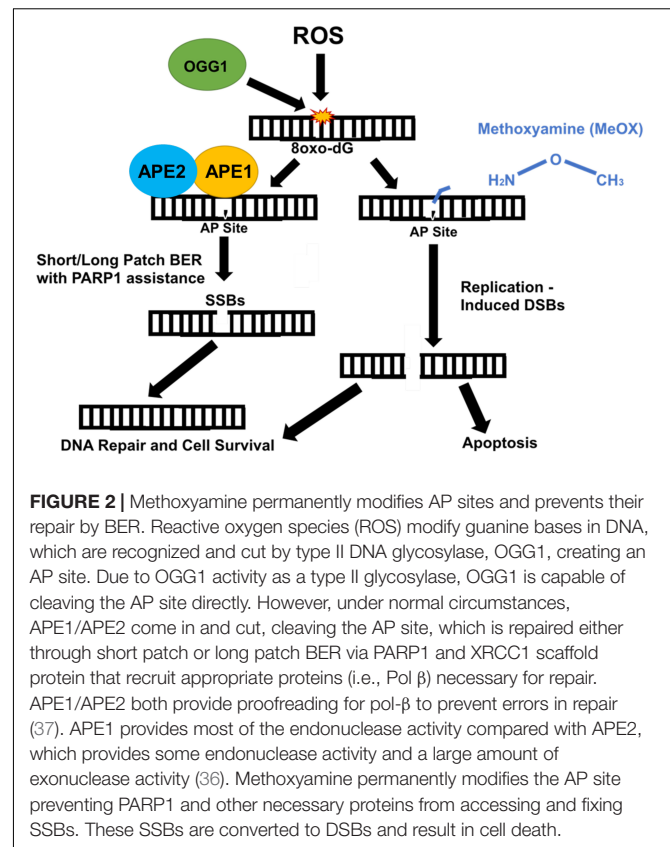 ROS
OGG1
8oxo-dG
Methoxyamine (MeOX)
H2N
O
CH3
APE2
APE1
AP Site
AP Site
Short/Long Patch BER
with PARP1 assistance
Replication -
Induced DSBs
SSBs
DNA Repair and Cell Survival
Apoptosis
FIGURE 2 | Methoxyamine permanently modifies AP sites and prevents their
repair by BER. Reactive oxygen species (ROS) modify guanine bases in DNA,
which are recognized and cut by type II DNA glycosylase, OGG1, creating an
AP site. Due to OGG1 activity as a type II glycosylase, OGG1 is capable of
cleaving the AP site directly. However, under normal circumstances,
APE1/APE2 come in and cut, cleaving the AP site, which is repaired either
through short patch or long patch BER via PARP1 and XRCC1 scaffold
protein that recruit appropriate proteins (i.e., Pol β) necessary for repair.
APE1/APE2 both provide proofreading for pol-β to prevent errors in repair
(37). APE1 provides most of the endonuclease activity compared with APE2,
which provides some endonuclease activity and a large amount of
exonuclease activity (36). Methoxyamine permanently modifies the AP site
preventing PARP1 and other necessary proteins from accessing and fixing
SSBs. These SSBs are converted to DSBs and result in cell death.